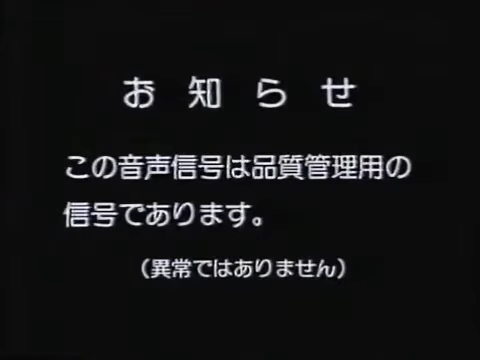 お知らせ
この音声信号は品質管理用の
信号であります。
（異常ではありません）